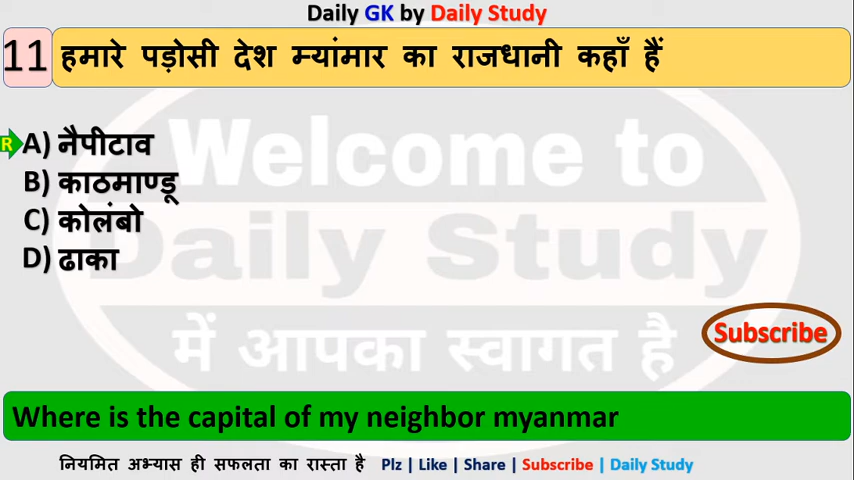 Daily GK by Daily Study
11 हमारे पड़ोसी देश म्यांमार का राजधानी कहाँ हैं
Welcome to
R A) नैपीटाव
B) काठमाण्डू
C) कोलंबो
Daily Study
D) ढाका
में आपका स्वागत है
Subscribe
Where is the capital of my neighbor myanmar
नियमित अभ्यास ही सफलता का रास्ता है Plz | Like | Share | Subscribe | Daily Study